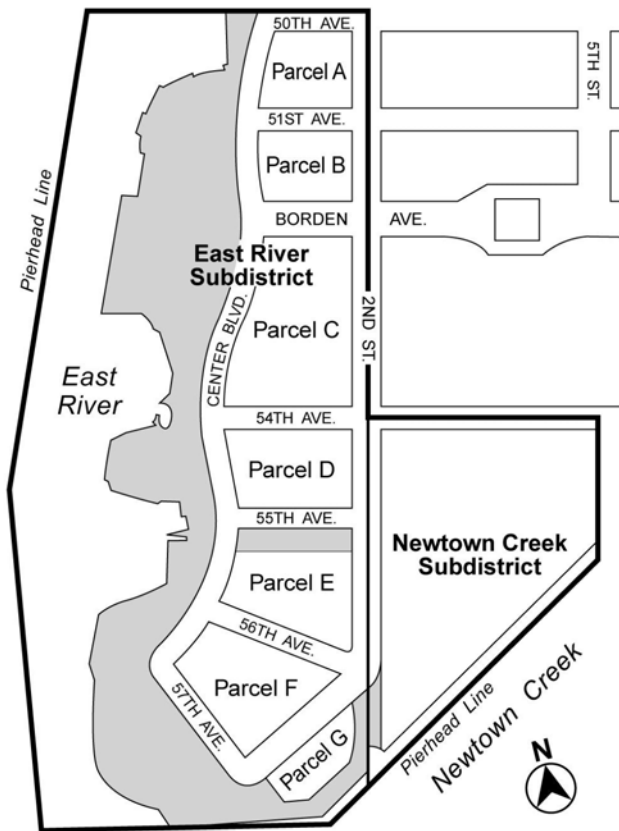 50TH AVE.
Parcel A
5TH ST.
51ST AVE.
Parcel B
Pierhead Line
BORDEN AVE.
East River
Subdistrict
2ND ST.
CENTER BLVD.
Parcel C
East
River
54TH AVE.
Parcel D
55TH AVE.
Newtown Creek
Subdistrict
Parcel E
56TH AVE.
Parcel F
57TH AVE.
Parcel G
Pierhead Line
Newtown Creek
N